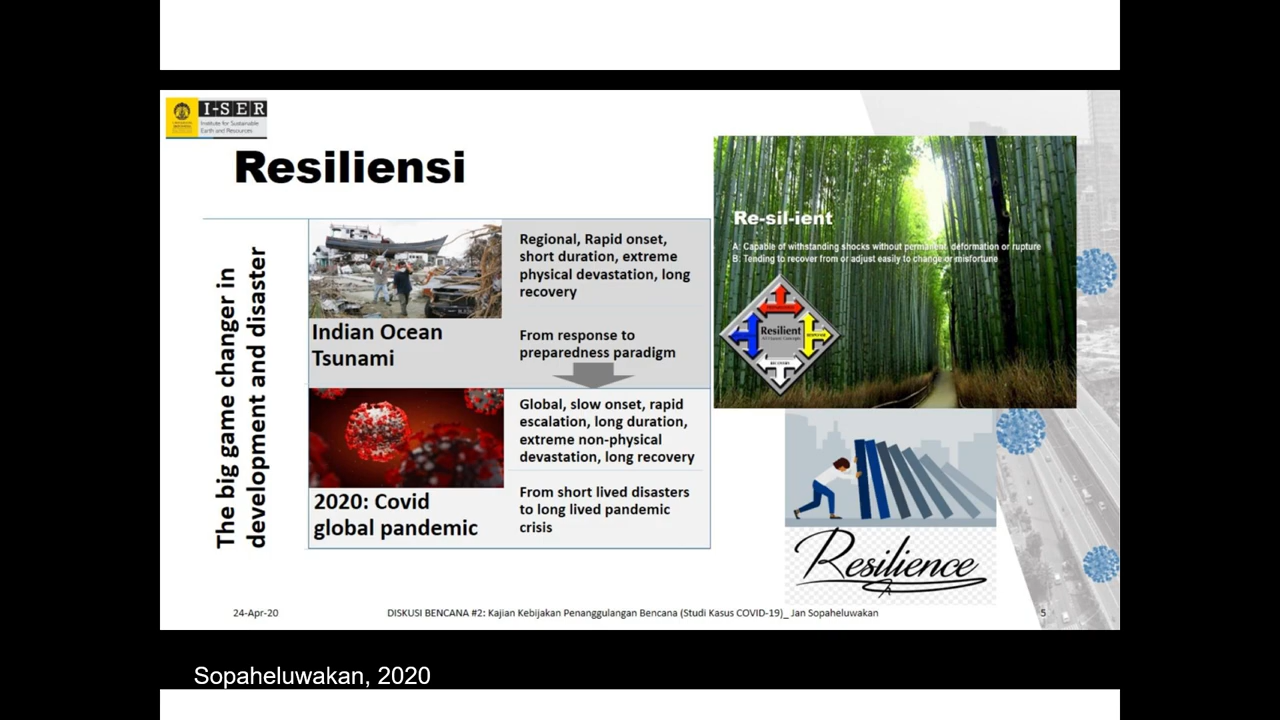 I-SER
Institute for Sustainable
Earth and Resources
Resiliensi
The big game changer in
development and disaster
Indian Ocean
Tsunami
Regional, Rapid onset,
short duration, extreme
physical devastation, long
recovery
From response to
preparedness paradigm
2020: Covid
global pandemic
Global, slow onset, rapid
escalation, long duration,
extreme non-physical
devastation, long recovery
From short lived disasters
to long lived pandemic
crisis
Re-sil-ient
A: Capable of withstanding shocks without permanent deformation or rupture
B: Tending to recover from or adjust easily to change or misfortune
Resilient
RESPONSE
RECOVERY
Resilience
24-Apr-20
DISKUSI BENCANA #2: Kajian Kebijakan Penanggulangan Bencana (Studi Kasus COVID-19)_ Jan Sopaheluwakan
5
Sopaheluwakan, 2020